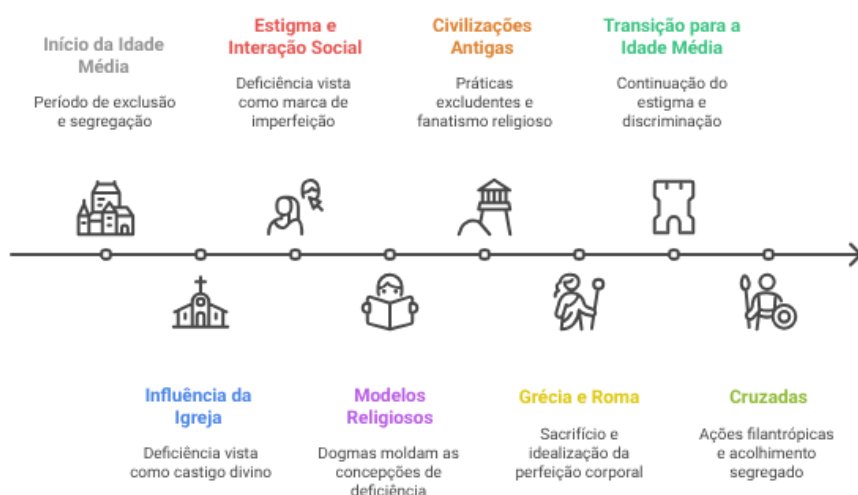 Início da Idade
Média
Período de exclusão
e segregação
Estigma e
Interação Social
Deficiência vista
como marca de
imperfeição
Civilizações
Antigas
Práticas
excludentes e
fanatismo religioso
Transição para a
Idade Média
Continuação do
estigma e
discriminação
Influência da
Igreja
Deficiência vista
como castigo divino
Modelos
Religiosos
Dogmas moldam as
concepções de
deficiência
Grécia e Roma
Sacrifício e
idealização da
perfeição corporal
Cruzadas
Ações filantrópicas
e acolhimento
segregado